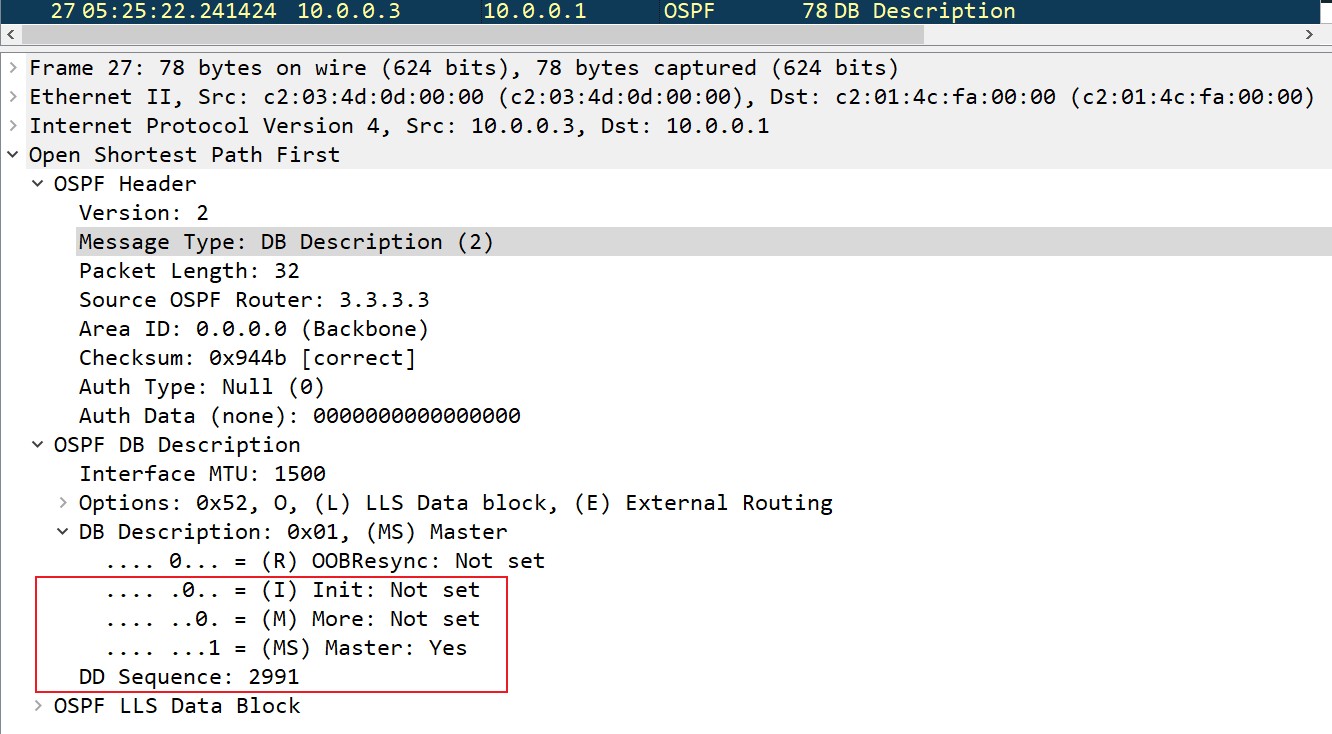 27 05:25:22.241424 10.0.0.3 10.0.0.1 OSPF 78 DB Description
Frame 27: 78 bytes on wire (624 bits), 78 bytes captured (624 bits)
Ethernet II, Src: c2:03:4d:0d:00:00 (c2:03:4d:0d:00:00), Dst: c2:01:4c:fa:00:00 (c2:01:4c:fa:00:00)
Internet Protocol Version 4, Src: 10.0.0.3, Dst: 10.0.0.1
Open Shortest Path First
OSPF Header
Version: 2
Message Type: DB Description (2)
Packet Length: 32
Source OSPF Router: 3.3.3.3
Area ID: 0.0.0.0 (Backbone)
Checksum: 0x944b [correct]
Auth Type: Null (0)
Auth Data (none): 0000000000000000
OSPF DB Description
Interface MTU: 1500
Options: 0x52, O, (L) LLS Data block, (E) External Routing
DB Description: 0x01, (MS) Master
.... 0... = (R) OOBResync: Not set
.... .0.. = (I) Init: Not set
.... ..0. = (M) More: Not set
.... ...1 = (MS) Master: Yes
DD Sequence: 2991
OSPF LLS Data Block